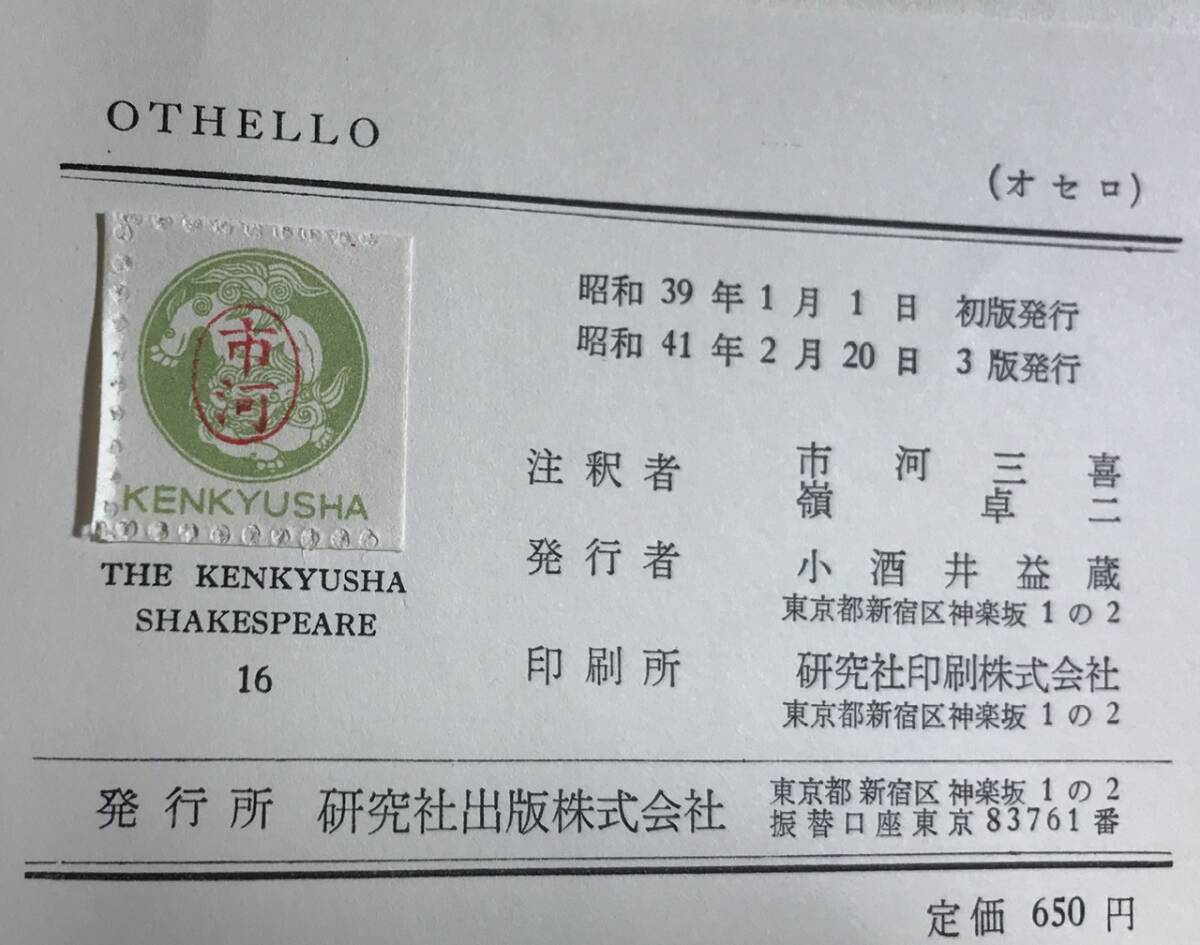 OTHELLO
(オセロ)
市河
KENKYUSHA
THE KENKYUSHA
SHAKESPEARE
16
昭和 39 年 1 月 1 日 初版発行
昭和 41 年 2 月 20 日 3 版発行
注釈者 市河三喜
嶺卓二
発行者 小酒井益蔵
東京都新宿区神楽坂 1 の 2
印刷所 研究社印刷株式会社
東京都新宿区神楽坂 1 の 2
発行所 研究社出版株式会社 東京都新宿区神楽坂 1 の 2
振替口座東京 83761 番
定価 650 円